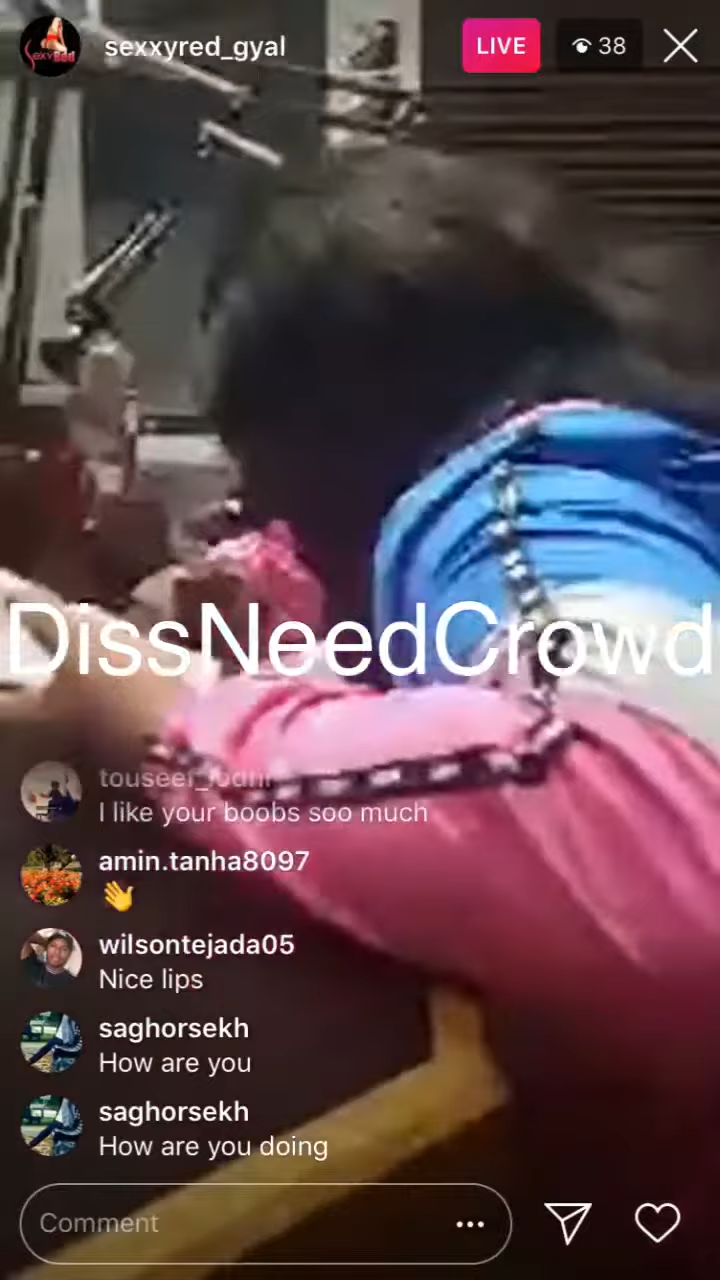 sexxyred_gyal
LIVE
38
DissNeedCrowd
I like your boobs soo much
amin.tanha8097
👋
wilsontejada05
Nice lips
saghorsekh
How are you
saghorsekh
How are you doing
Comment